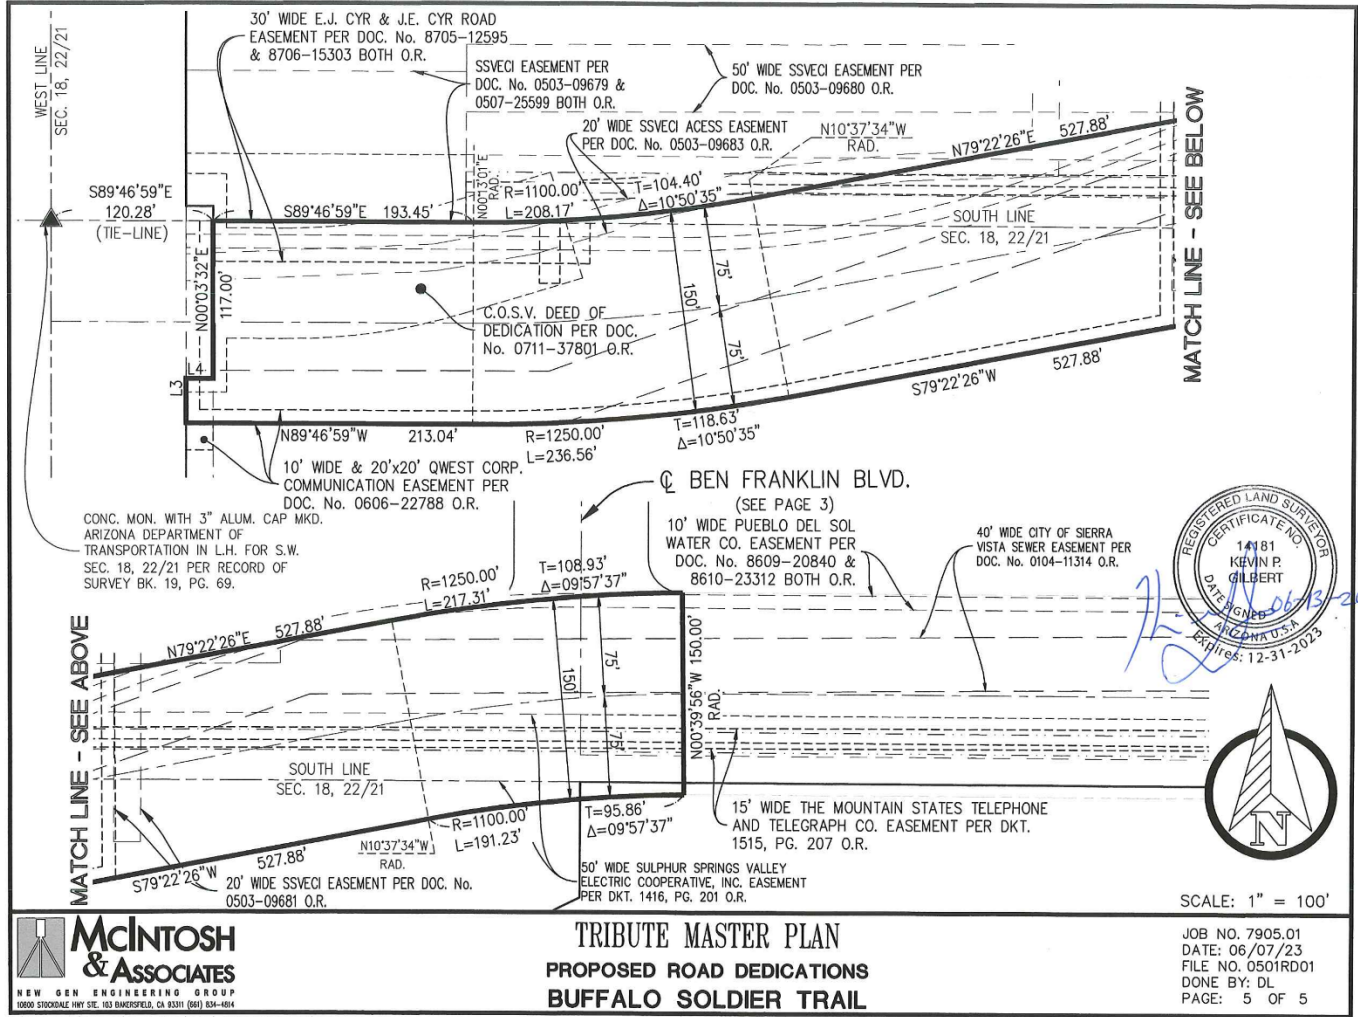 30' WIDE E.J. CYR & J.E. CYR ROAD
EASEMENT PER DOC. No. 8705-12595
& 8706-15303 BOTH O.R.
WEST LINE
SEC. 18, 22/21
SSVECI EASEMENT PER
DOC. No. 0503-09679 &
0507-25599 BOTH O.R.
50' WIDE SSVECI EASEMENT PER
DOC. No. 0503-09680 O.R.
20' WIDE SSVECI ACESS EASEMENT
PER DOC. No. 0503-09683 O.R.
N10°37'34"W
RAD.
N79°22'26"E 527.88'
MATCH LINE - SEE BELOW
S89°46'59"E
120.28'
(TIE-LINE)
S89°46'59"E 193.45'
N00°13'01"E
RAD.
R=1100.00'
L=208.17'
T=104.40'
Δ=10°50'35"
SOUTH LINE
SEC. 18, 22/21
N00°03'32"E
117.00'
75'
150'
75'
C.O.S.V. DEED OF
DEDICATION PER DOC.
No. 0711-37801 O.R.
L4
L3
S79°22'26"W 527.88'
N89°46'59"W 213.04'
R=1250.00'
L=236.56'
T=118.63'
Δ=10°50'35"
10' WIDE & 20'x20' QWEST CORP.
COMMUNICATION EASEMENT PER
DOC. No. 0606-22788 O.R.
℄ BEN FRANKLIN BLVD.
(SEE PAGE 3)
CONC. MON. WITH 3" ALUM. CAP MKD.
ARIZONA DEPARTMENT OF
TRANSPORTATION IN L.H. FOR S.W.
SEC. 18, 22/21 PER RECORD OF
SURVEY BK. 19, PG. 69.
10' WIDE PUEBLO DEL SOL
WATER CO. EASEMENT PER
DOC. No. 8609-20840 &
8610-23312 BOTH O.R.
40' WIDE CITY OF SIERRA
VISTA SEWER EASEMENT PER
DOC. No. 0104-11314 O.R.
REGISTERED LAND SURVEYOR
CERTIFICATE NO.
14181
KEVIN P.
GILBERT
DATE SIGNED
ARIZONA U.S.A
Expires: 12-31-2023
R=1250.00'
L=217.31'
T=108.93'
Δ=09°57'37"
N79°22'26"E 527.88'
MATCH LINE - SEE ABOVE
75'
150'
75'
N00°39'56"W 150.00'
RAD.
SOUTH LINE
SEC. 18, 22/21
R=1100.00'
L=191.23'
T=95.86'
Δ=09°57'37"
N10°37'34"W
RAD.
S79°22'26"W 527.88'
15' WIDE THE MOUNTAIN STATES TELEPHONE
AND TELEGRAPH CO. EASEMENT PER DKT.
1515, PG. 207 O.R.
20' WIDE SSVECI EASEMENT PER DOC. No.
0503-09681 O.R.
50' WIDE SULPHUR SPRINGS VALLEY
ELECTRIC COOPERATIVE, INC. EASEMENT
PER DKT. 1416, PG. 201 O.R.
N
SCALE: 1" = 100'
MCINTOSH
& ASSOCIATES
NEW GEN ENGINEERING GROUP
10800 STOCKDALE HWY STE. 103 BAKERSFIELD, CA 93311 (661) 834-4814
TRIBUTE MASTER PLAN
PROPOSED ROAD DEDICATIONS
BUFFALO SOLDIER TRAIL
JOB NO. 7905.01
DATE: 06/07/23
FILE NO. 0501RD01
DONE BY: DL
PAGE: 5 OF 5